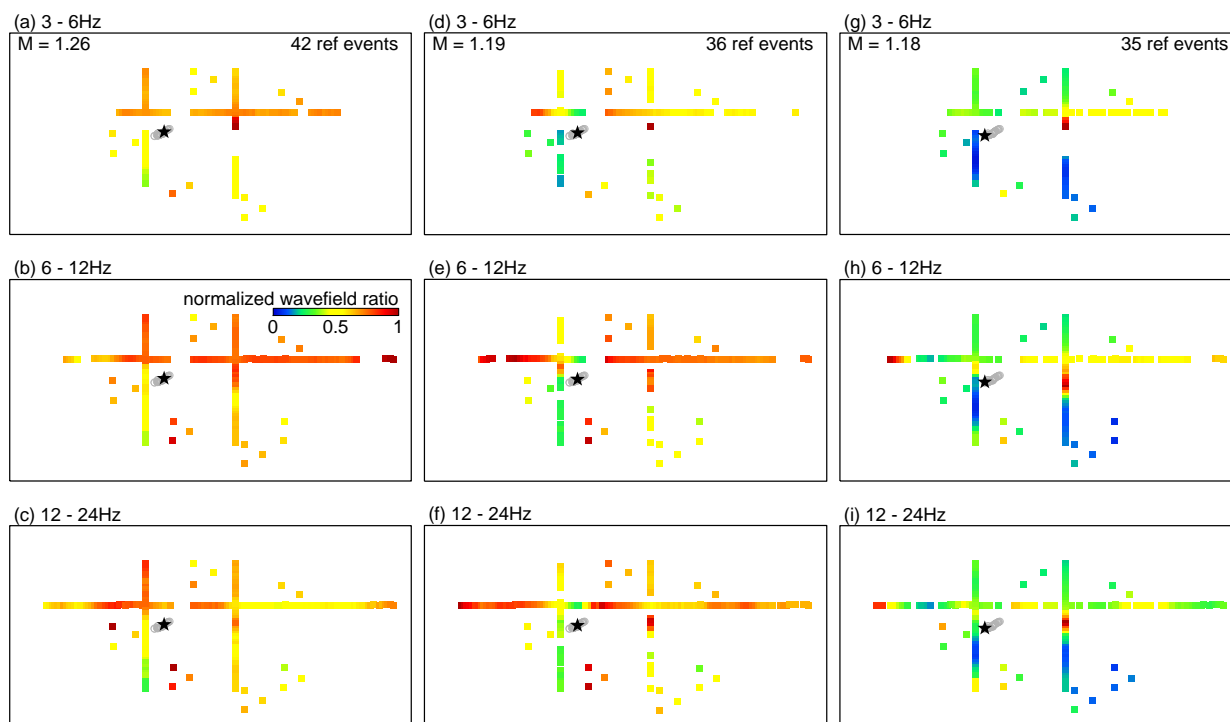 (a) 3 - 6Hz
M = 1.26 42 ref events
(b) 6 - 12Hz
normalized wavefield ratio
0 0.5 1
(c) 12 - 24Hz
(d) 3 - 6Hz
M = 1.19 36 ref events
(e) 6 - 12Hz
(f) 12 - 24Hz
(g) 3 - 6Hz
M = 1.18 35 ref events
(h) 6 - 12Hz
(i) 12 - 24Hz